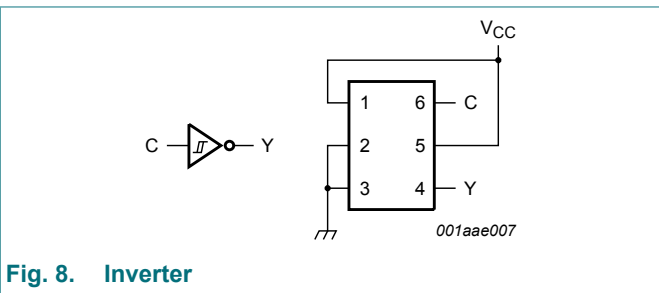 VCC
1 6 C
C Y 2 5
3 4 Y
001aae007
Fig. 8. Inverter